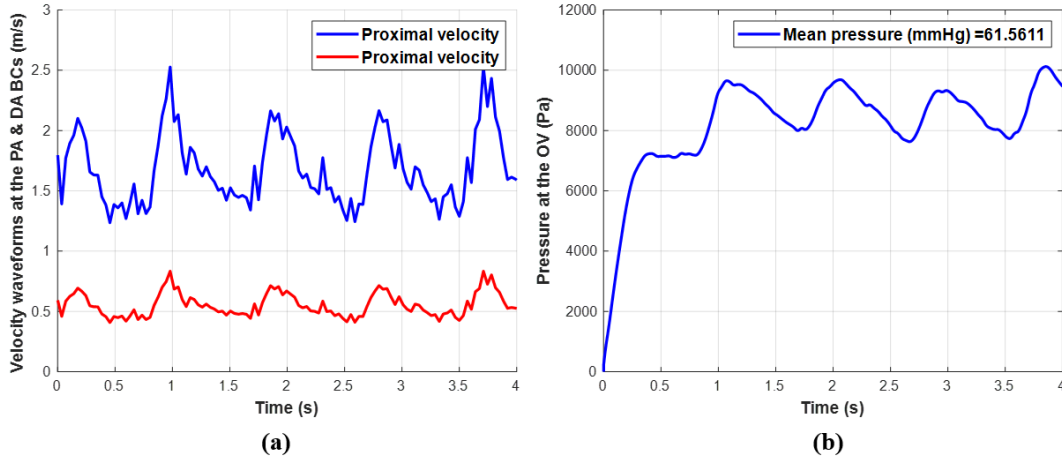 Velocity waveforms at the PA & DA BCs (m/s)
3
2.5
2
1.5
1
0.5
0
Proximal velocity
Proximal velocity
0 0.5 1 1.5 2 2.5 3 3.5 4
Time (s)
(a)
Pressure at the OV (Pa)
12000
10000
8000
6000
4000
2000
0
Mean pressure (mmHg) =61.5611
0 0.5 1 1.5 2 2.5 3 3.5 4
Time (s)
(b)